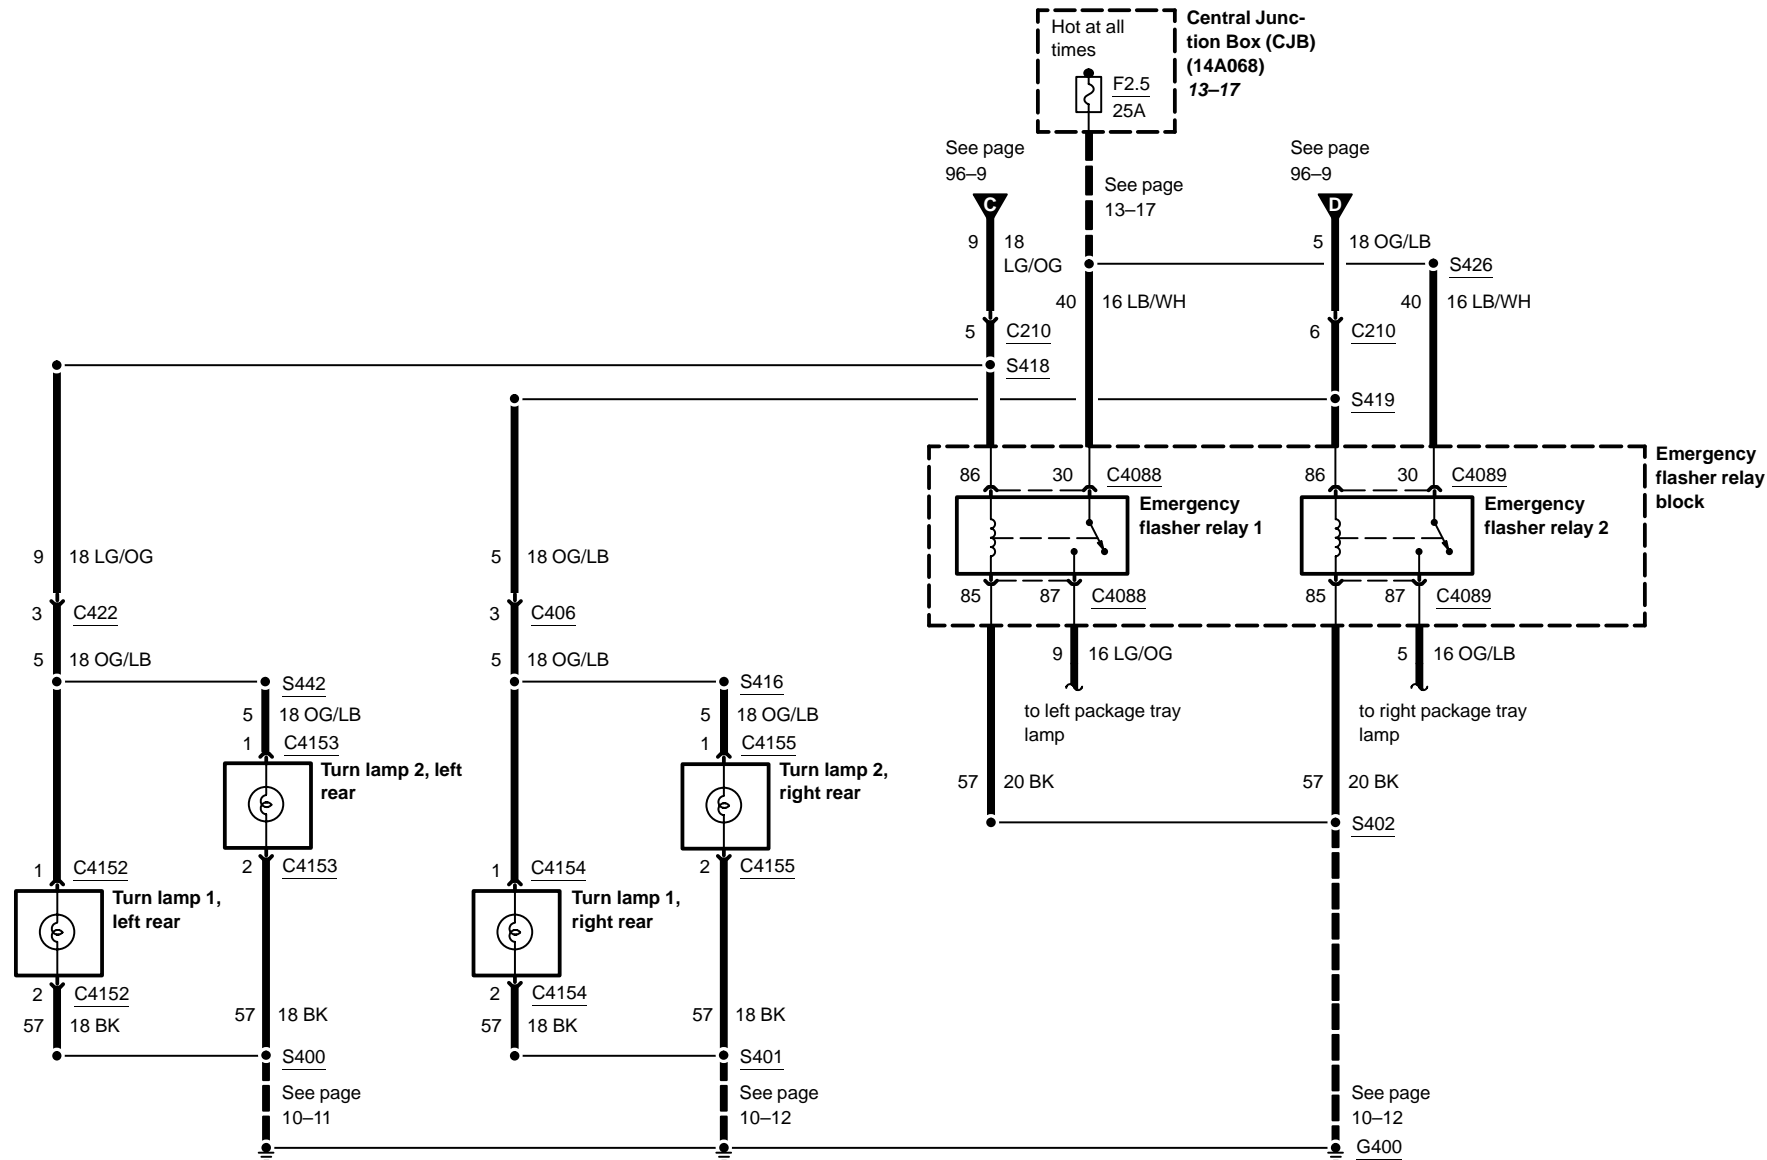 Hot at all
times
F2.5
25A
Central Junc-
tion Box (CJB)
(14A068)
13–17
See page
96–9
See page
13–17
See page
96–9
C
D
9 18
LG/OG
5 18 OG/LB
S426
40 16 LB/WH
40 16 LB/WH
5 C210
6 C210
S418
S419
Emergency
flasher relay
block
86 30 C4088
86 30 C4089
Emergency
flasher relay 1
Emergency
flasher relay 2
85 87 C4088
85 87 C4089
9 18 LG/OG
5 18 OG/LB
3 C422
3 C406
5 18 OG/LB
5 18 OG/LB
9 16 LG/OG
5 16 OG/LB
S442
S416
to left package tray
lamp
to right package tray
lamp
5 18 OG/LB
5 18 OG/LB
1 C4153
1 C4155
Turn lamp 2, left
rear
Turn lamp 2,
right rear
57 20 BK
57 20 BK
S402
2 C4153
2 C4155
1 C4152
1 C4154
Turn lamp 1,
left rear
Turn lamp 1,
right rear
2 C4152
2 C4154
57 18 BK
57 18 BK
57 18 BK
57 18 BK
S400
S401
See page
10–11
See page
10–12
See page
10–12
G400